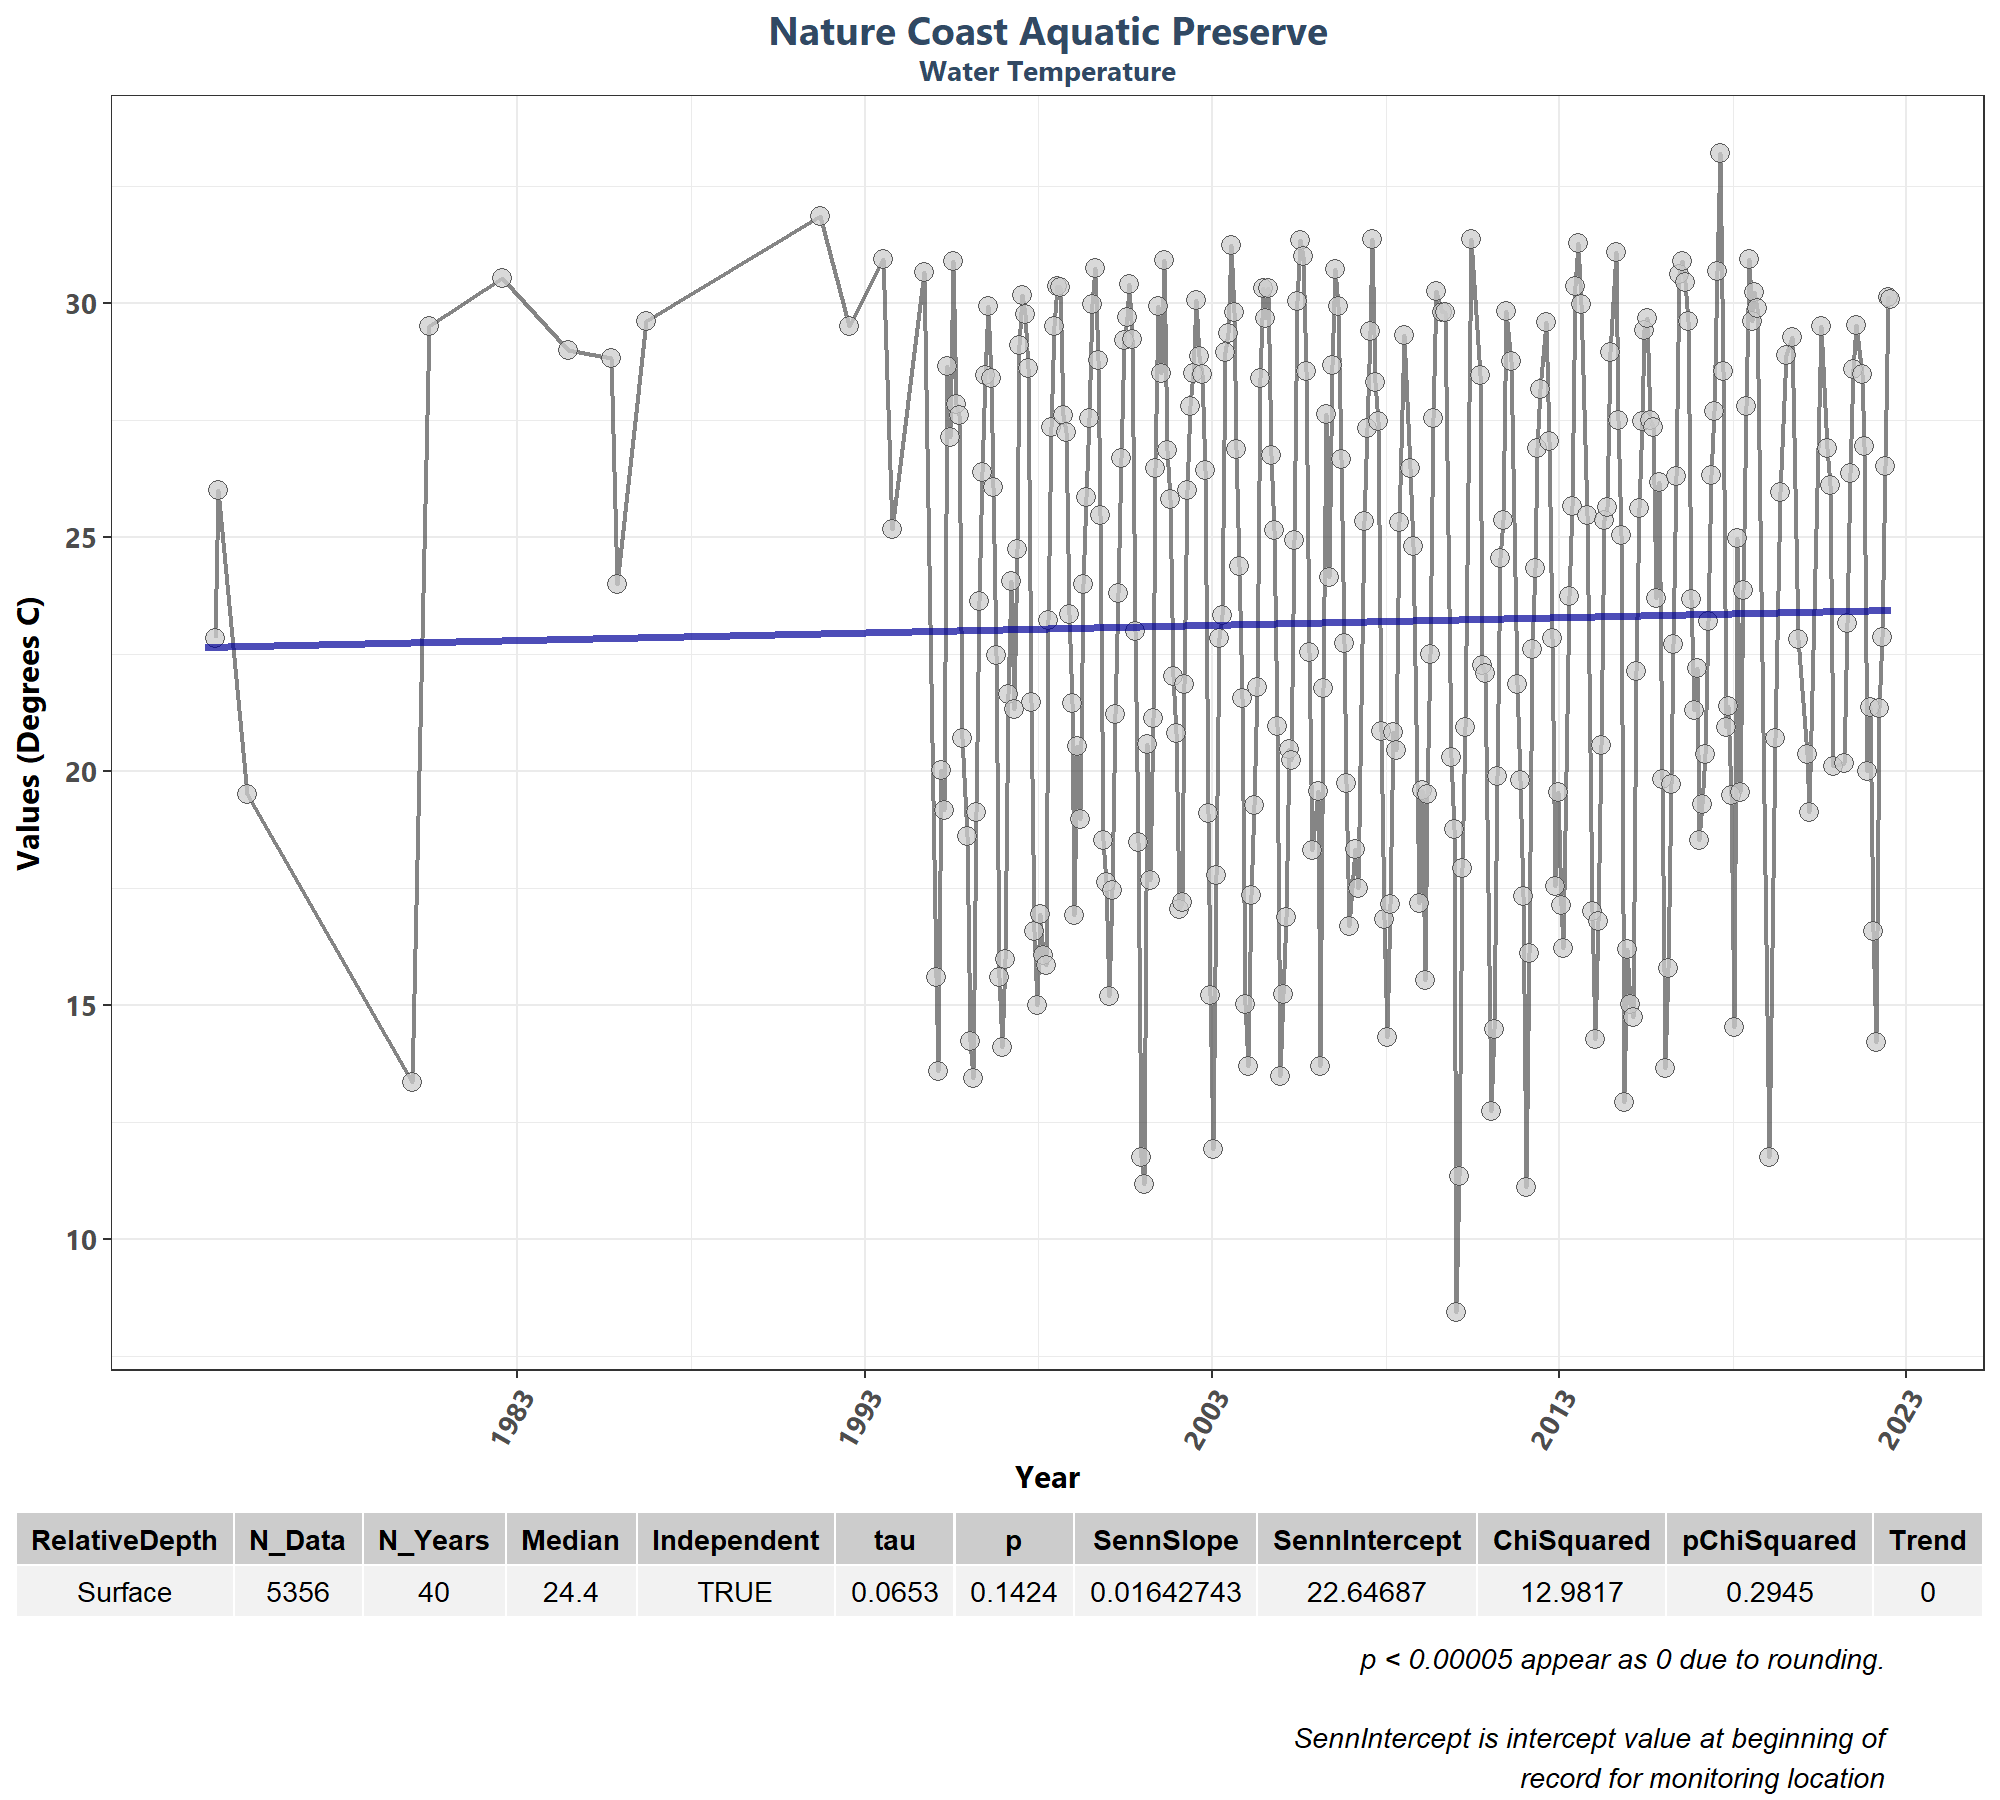 Nature Coast Aquatic Preserve
Water Temperature
Values (Degrees C)
30
25
20
15
10
1983
1993
2003
2013
2023
Year
RelativeDepth N_Data N_Years Median Independent tau p SennSlope SennIntercept ChiSquared pChiSquared Trend
Surface 5356 40 24.4 TRUE 0.0653 0.1424 0.01642743 22.64687 12.9817 0.2945 0
p < 0.00005 appear as 0 due to rounding.
SennIntercept is intercept value at beginning of
record for monitoring location